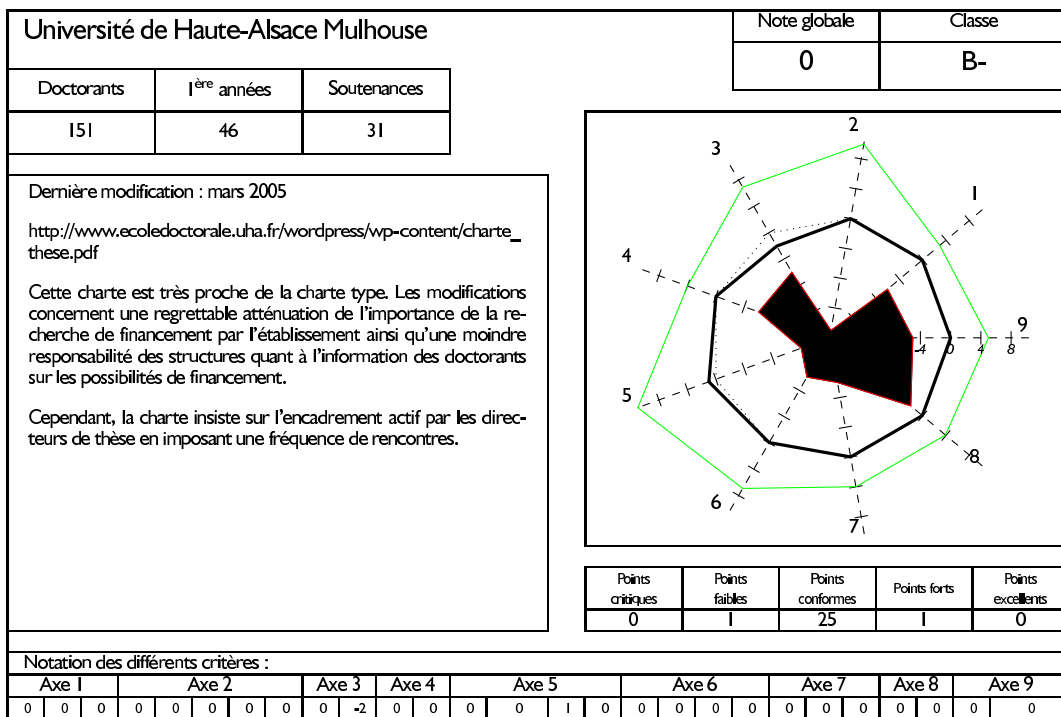 Université de Haute-Alsace Mulhouse
Note globale Classe
0 B-
Doctorants 1ère années Soutenances
151 46 31
Dernière modification : mars 2005
http://www.ecoledoctorale.uha.fr/wordpress/wp-content/charte_
these.pdf
Cette charte est très proche de la charte type. Les modifications
concernent une regrettable atténuation de l'importance de la re-
cherche de financement par l'établissement ainsi qu'une moindre
responsabilité des structures quant à l'information des doctorants
sur les possibilités de financement.
Cependant, la charte insiste sur l'encadrement actif par les direc-
teurs de thèse en imposant une fréquence de rencontres.
2
3
1
4
9
-4 0 4 8
5
8
6
7
Points critiques Points faibles Points conformes Points forts Points excellents
0 1 25 1 0
Notation des différents critères :
Axe 1 Axe 2 Axe 3 Axe 4 Axe 5 Axe 6 Axe 7 Axe 8 Axe 9
0 0 0 0 0 0 0 0 0 -2 0 0 0 0 1 0 0 0 0 0 0 0 0 0 0 0 0 0